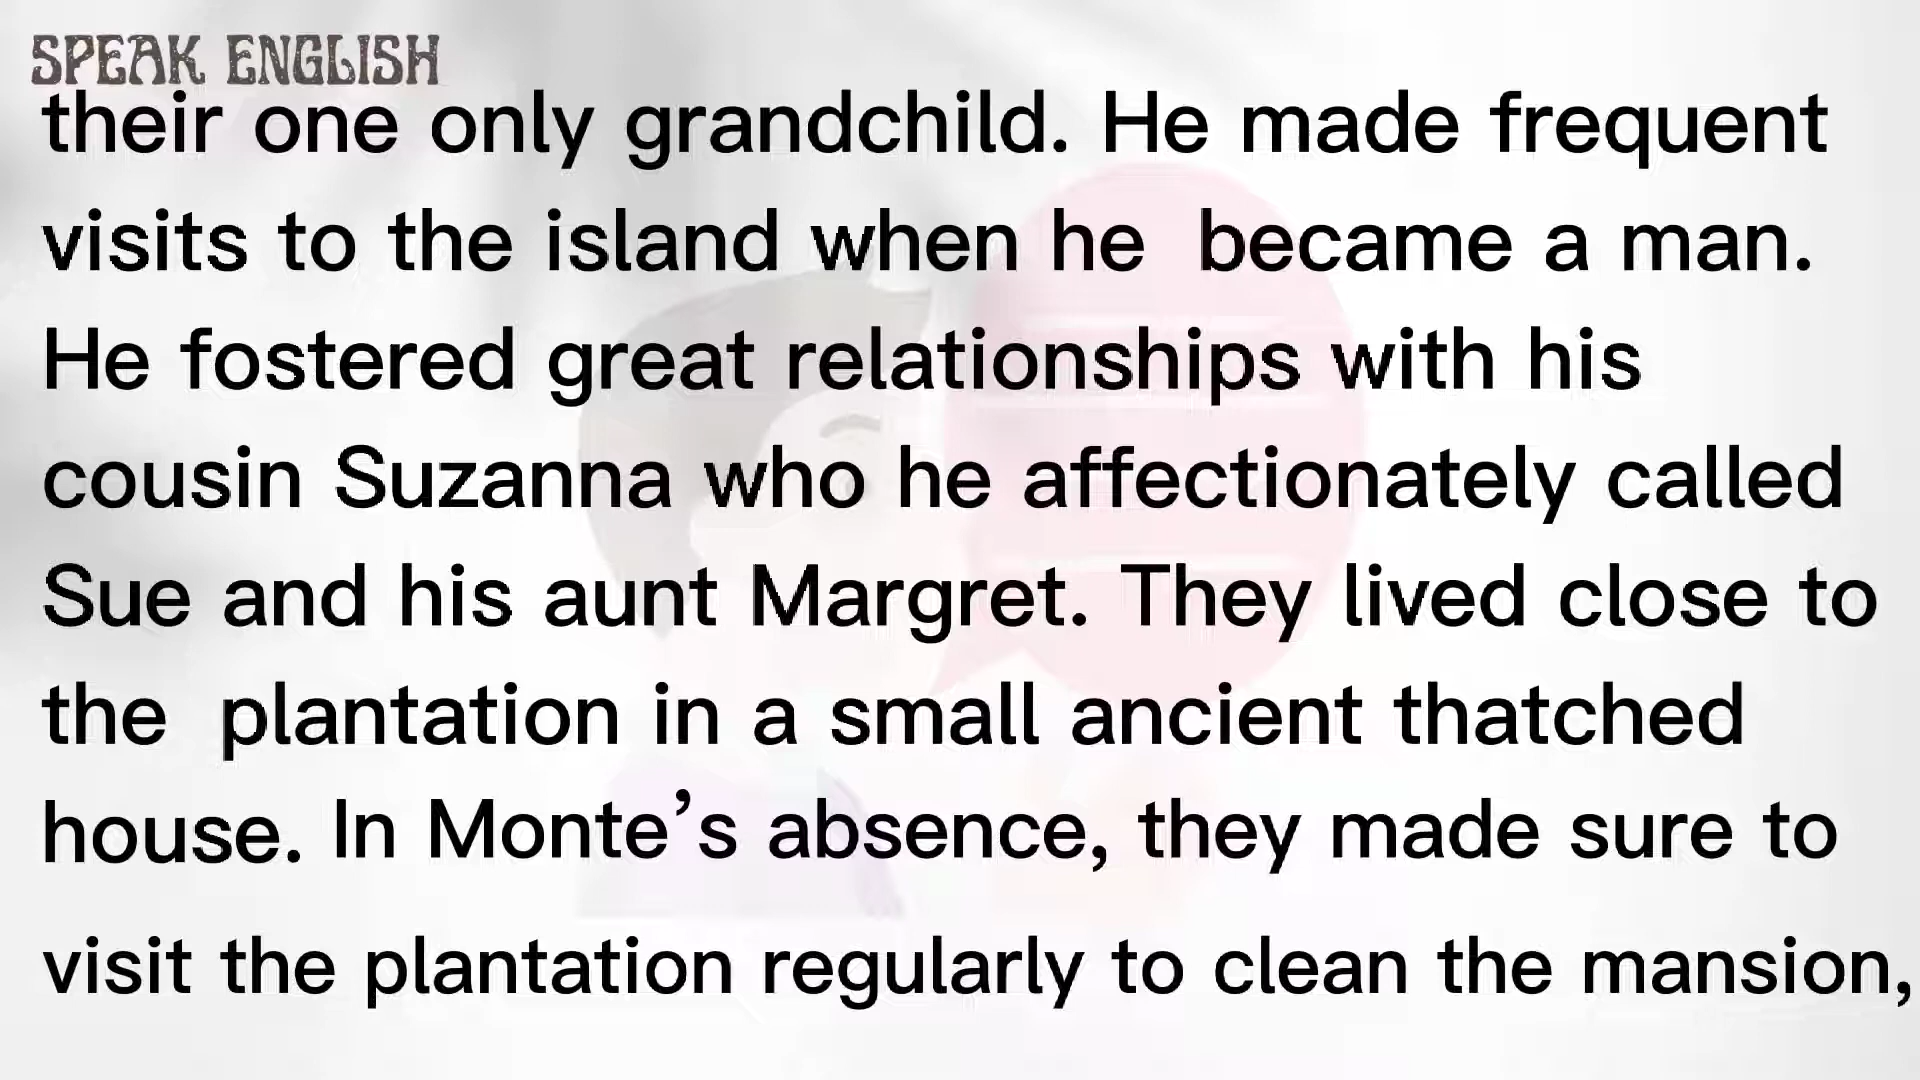 SPEAK ENGLISH
their one only grandchild. He made frequent
visits to the island when he became a man.
He fostered great relationships with his
cousin Suzanna who he affectionately called
Sue and his aunt Margret. They lived close to
the plantation in a small ancient thatched
house. In Monte’s absence, they made sure to
visit the plantation regularly to clean the mansion,